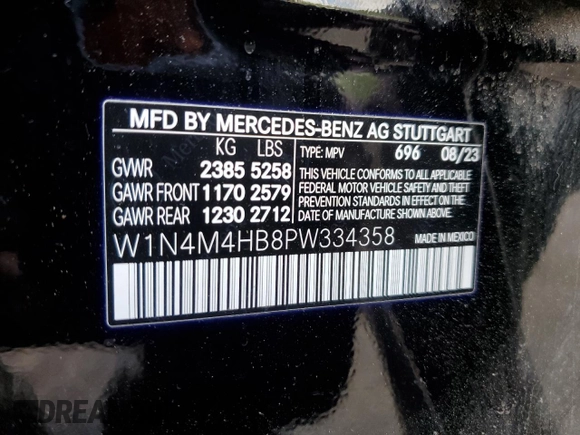 MFD BY MERCEDES-BENZ AG STUTTGART
KG LBS TYPE: MPV 696 08/23
GVWR 2385 5258 THIS VEHICLE CONFORMS TO ALL APPLICABLE
GAWR FRONT 1170 2579 FEDERAL MOTOR VEHICLE SAFETY AND THEFT
GAWR REAR 1230 2712 PREVENTION STANDARDS IN EFFECT ON THE
DATE OF MANUFACTURE SHOWN ABOVE.
W1N4M4HB8PW334358 MADE IN MEXICO